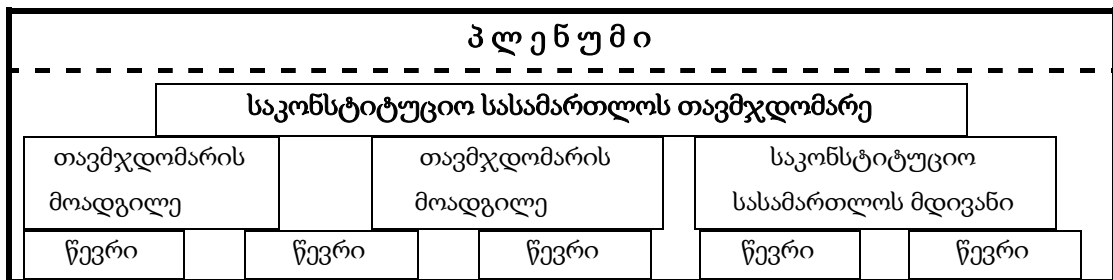 პ ლ ე ნ უ მ ი
საკონსტიტუციო სასამართლოს თავმჯდომარე
თავმჯდომარის
მოადგილე
თავმჯდომარის
მოადგილე
საკონსტიტუციო
სასამართლოს მდივანი
წევრი წევრი წევრი წევრი წევრი